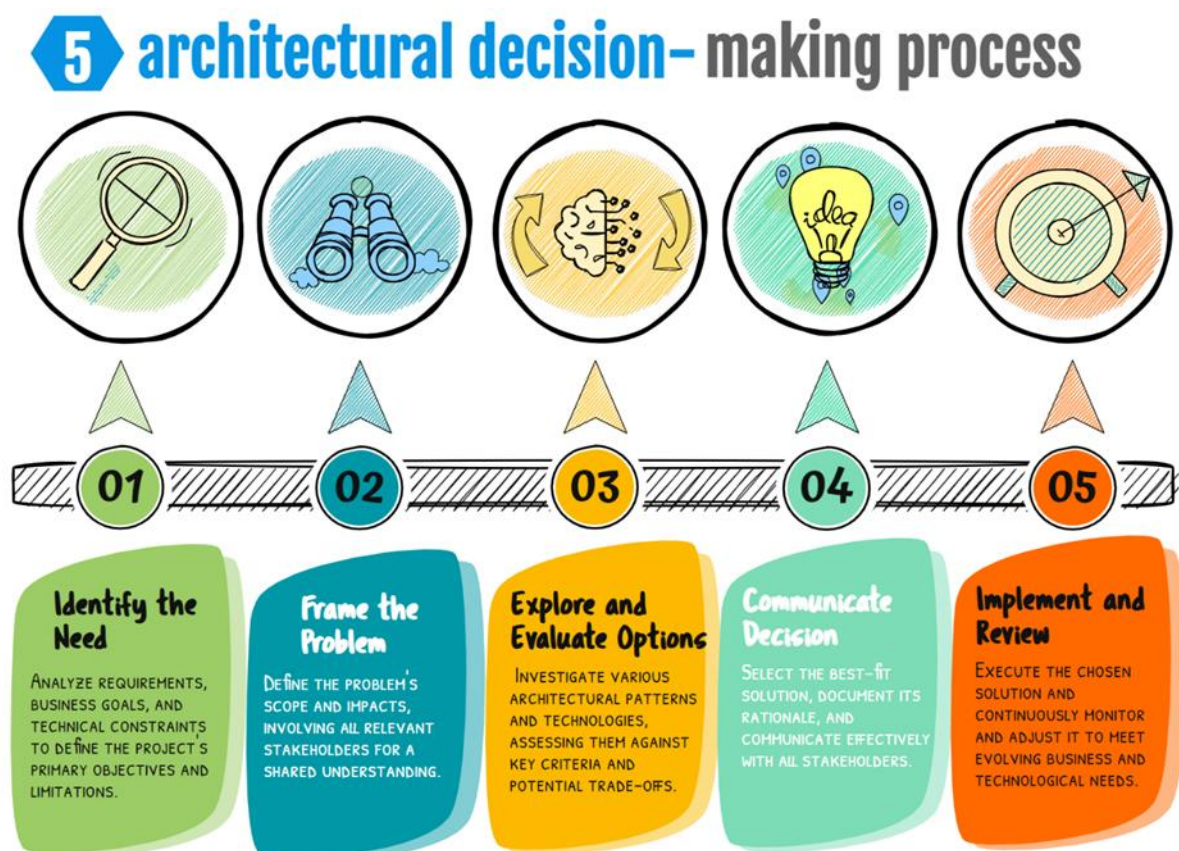 5 architectural decision- making process
idea
01
02
03
04
05
Identify the
Need
Analyze requirements,
business goals, and
technical constraints
to define the project's
primary objectives and
limitations.
Frame the
Problem
Define the problem's
scope and impacts,
involving all relevant
stakeholders for a
shared understanding.
Explore and
Evaluate Options
Investigate various
architectural patterns
and technologies,
assessing them against
key criteria and
potential trade-offs.
Communicate
Decision
Select the best-fit
solution, document its
rationale, and
communicate effectively
with all stakeholders.
Implement and
Review
Execute the chosen
solution and
continuously monitor
and adjust it to meet
evolving business and
technological needs.